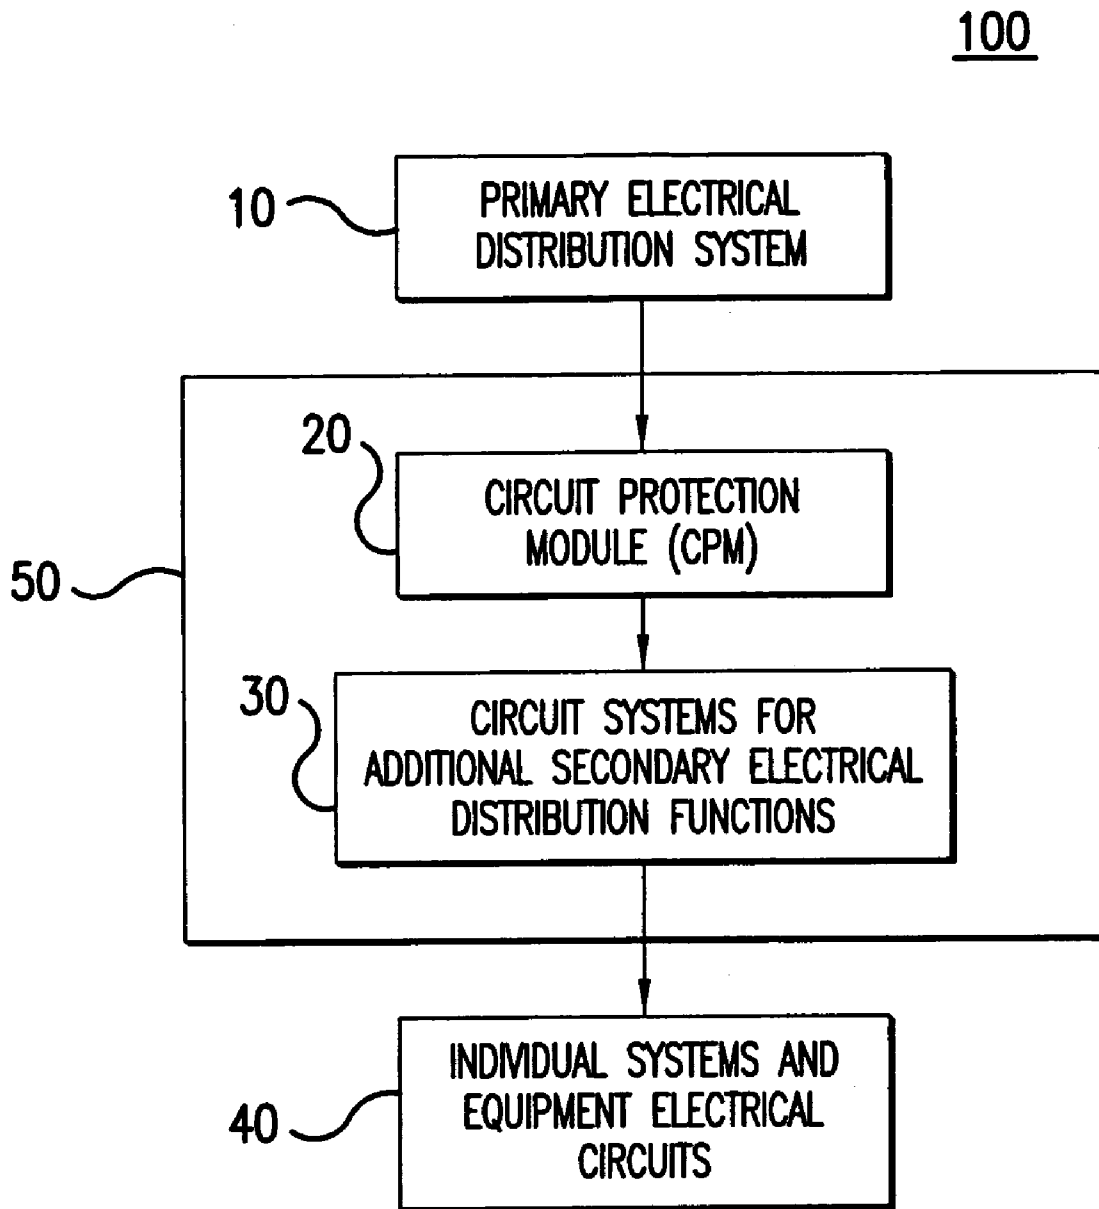 100
10
PRIMARY ELECTRICAL
DISTRIBUTION SYSTEM
20
CIRCUIT PROTECTION
MODULE (CPM)
50
30
CIRCUIT SYSTEMS FOR
ADDITIONAL SECONDARY ELECTRICAL
DISTRIBUTION FUNCTIONS
40
INDIVIDUAL SYSTEMS AND
EQUIPMENT ELECTRICAL
CIRCUITS